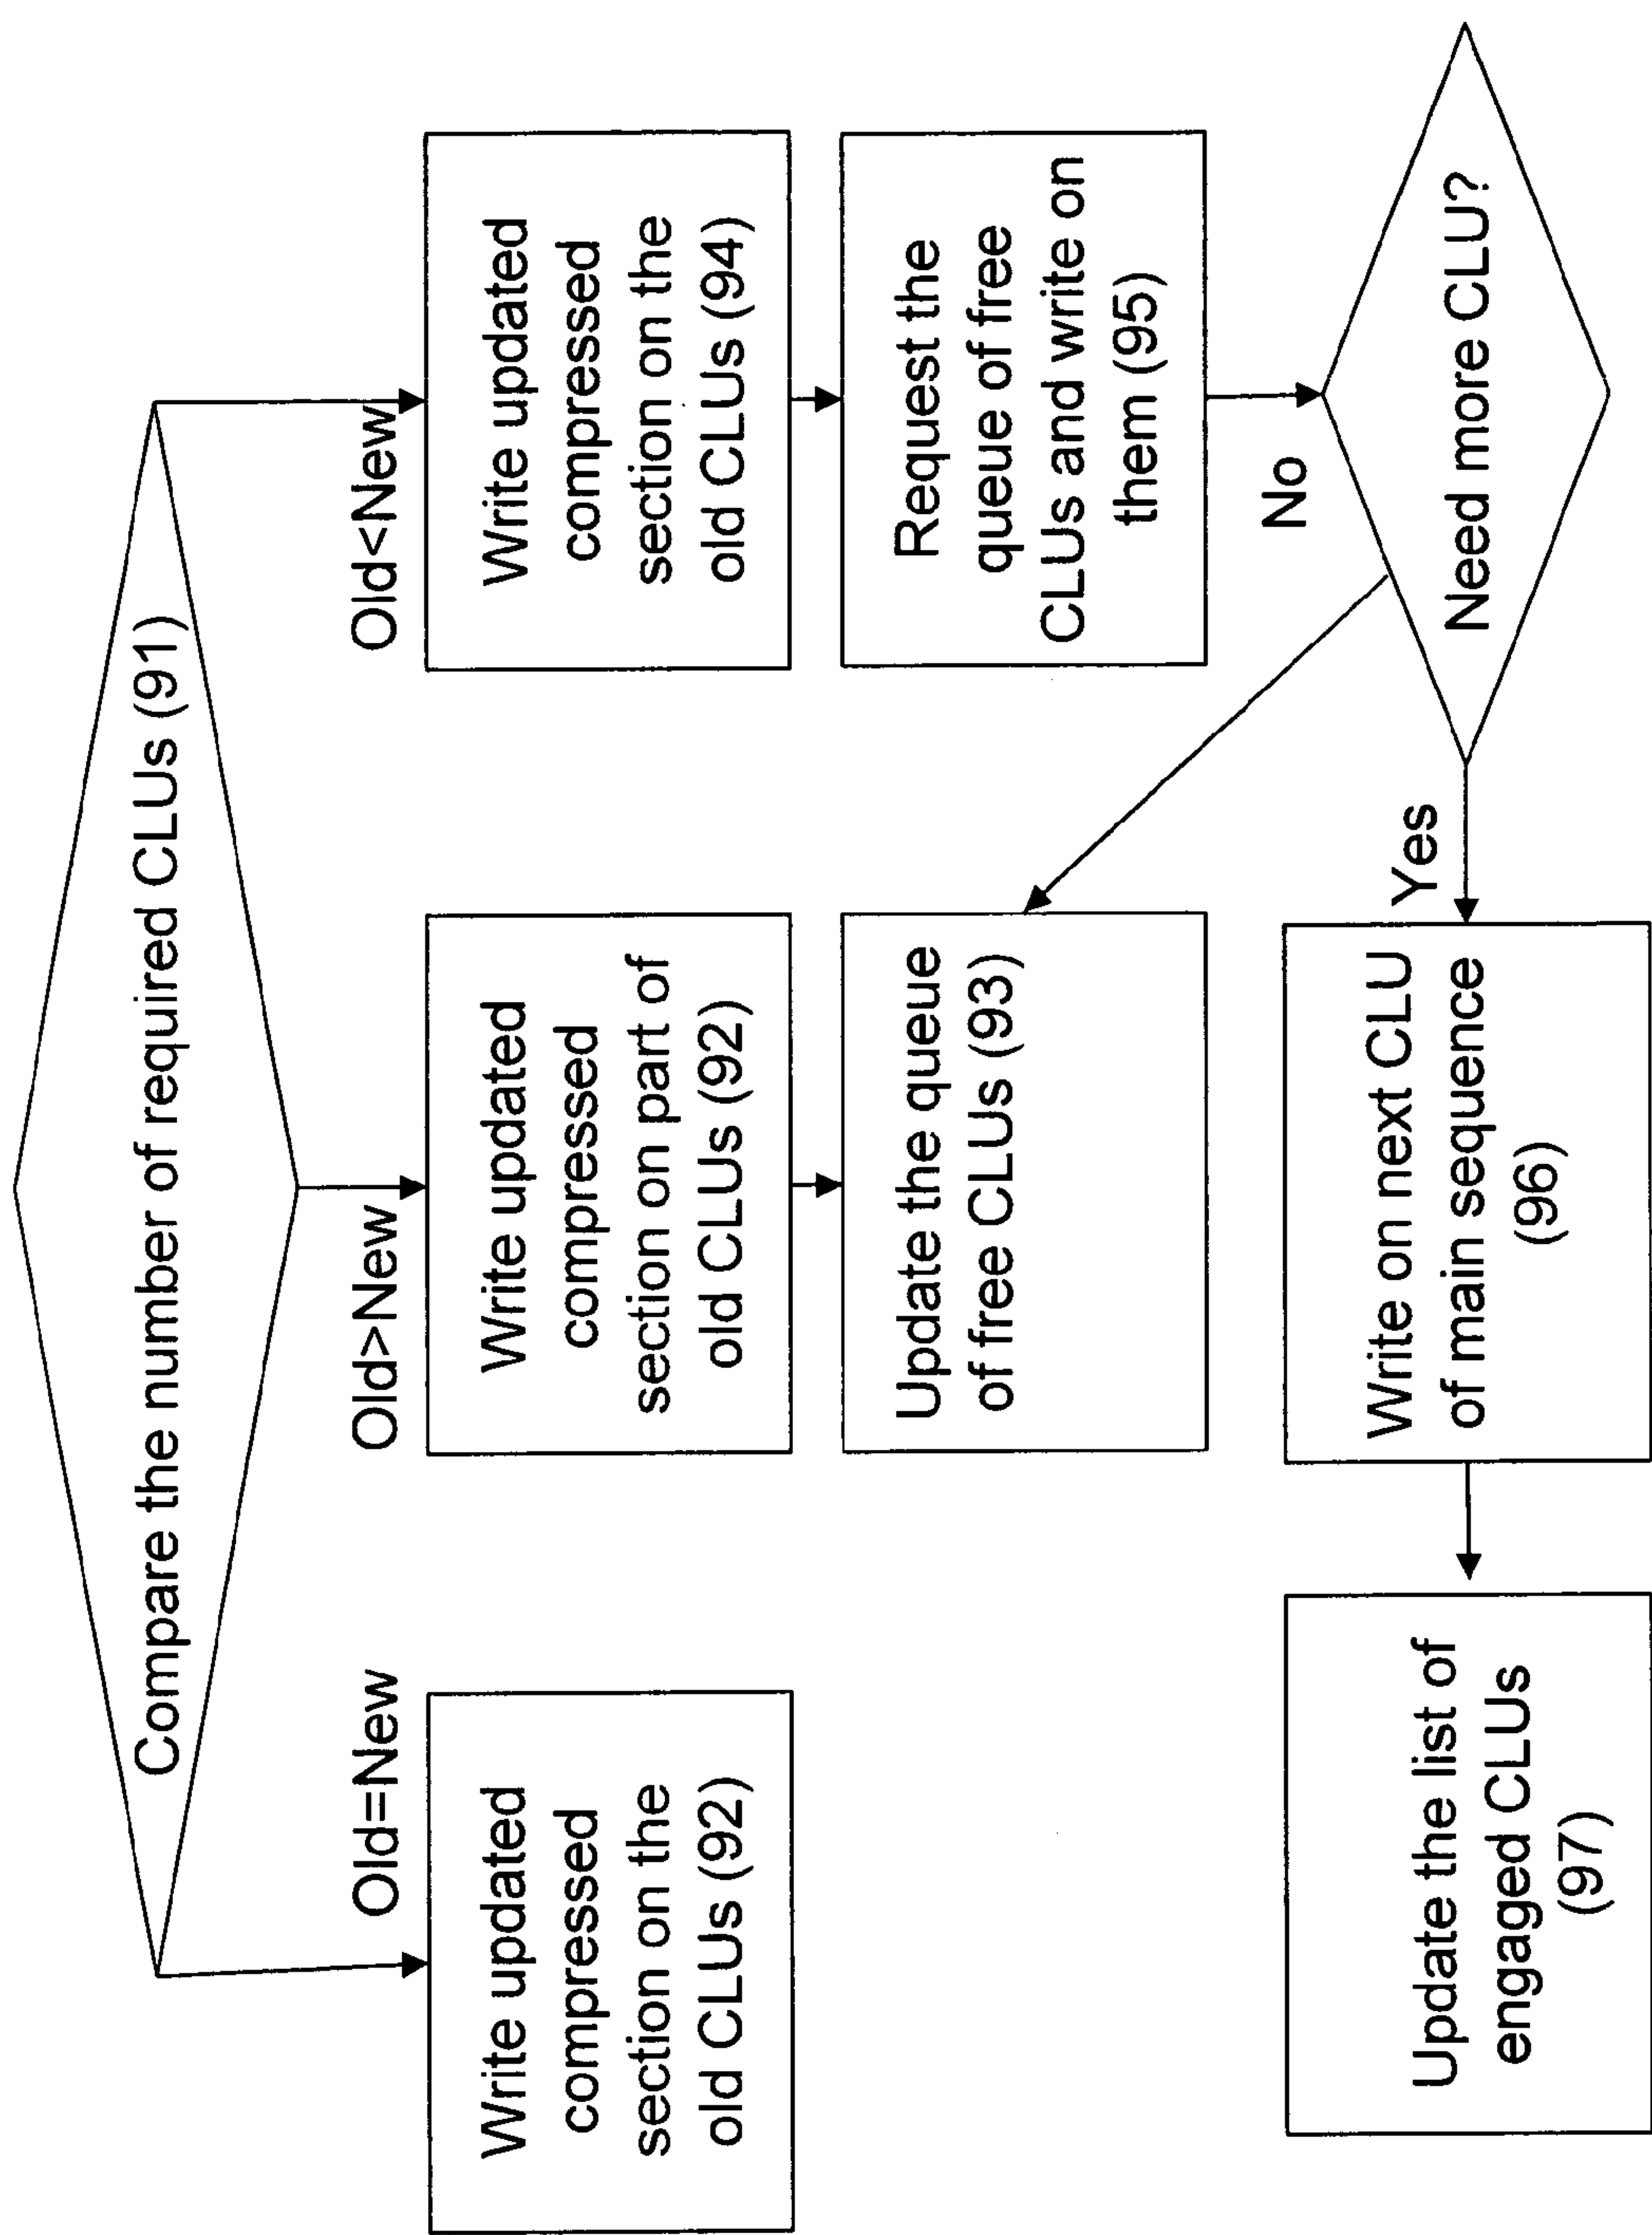 Compare the number of required CLUs (91)
Old=New
Old>New
Old<New
Write updated
compressed
section on the
old CLUs (92)
Write updated
compressed
section on part of
old CLUs (92)
Write updated
compressed
section on the
old CLUs (94)
Update the queue
of free CLUs (93)
Request the
queue of free
CLUs and write on
them (95)
No
Need more CLU?
Yes
Write on next CLU
of main sequence
(96)
Update the list of
engaged CLUs
(97)